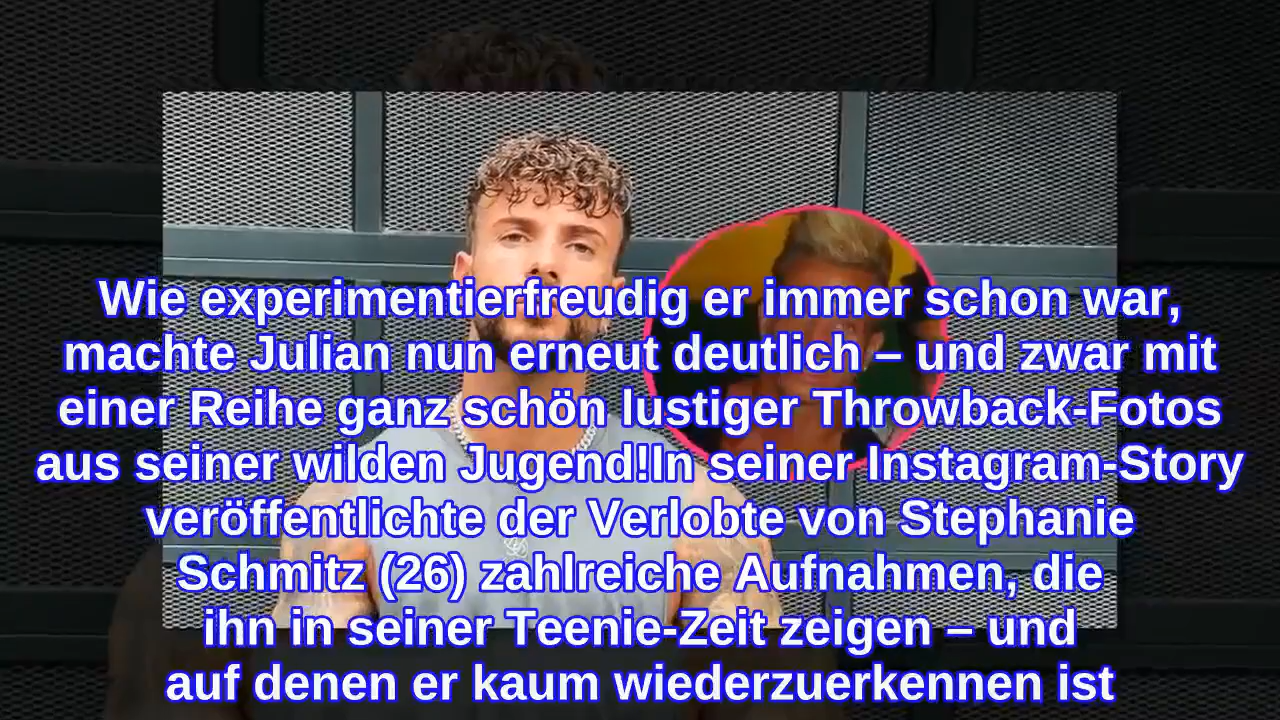 Wie experimentierfreudig er immer schon war,
machte Julian nun erneut deutlich – und zwar mit
einer Reihe ganz schön lustiger Throwback-Fotos
aus seiner wilden Jugend!In seiner Instagram-Story
veröffentlichte der Verlobte von Stephanie
Schmitz (26) zahlreiche Aufnahmen, die
ihn in seiner Teenie-Zeit zeigen – und
auf denen er kaum wiederzuerkennen ist